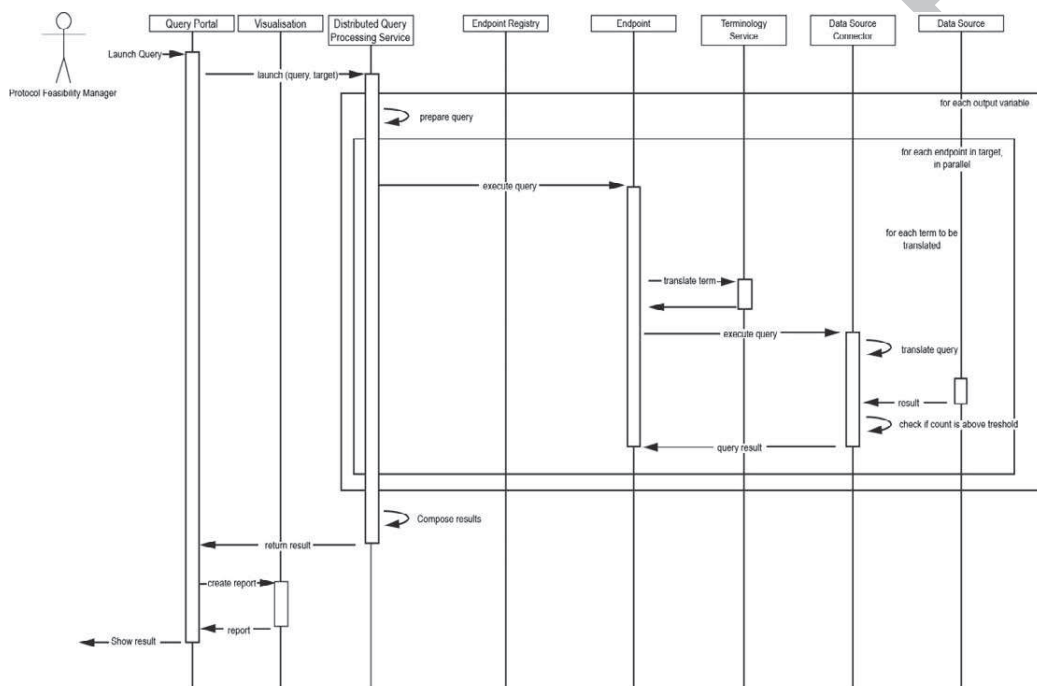 Query Portal
Visualisation
Distributed Query
Processing Service
Endpoint Registry
Endpoint
Terminology
Service
Data Source
Connector
Data Source
Launch Query
Protocol Feasibility Manager
launch (query, target)
for each output variable
prepare query
for each endpoint in target,
in parallel
execute query
for each term to be
translated
translate term
execute query
translate query
result
check if count is above treshold
query result
Compose results
return result
create report
report
Show result